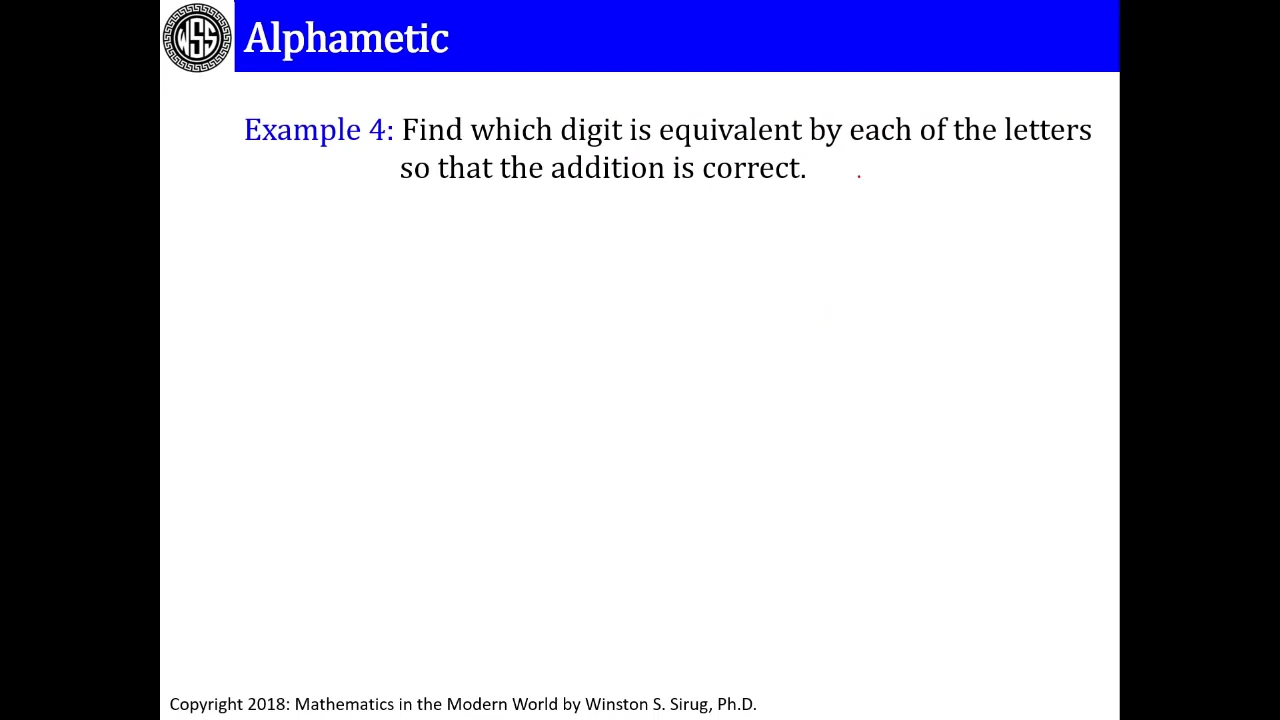 WSS
Alphametic
Example 4: Find which digit is equivalent by each of the letters
so that the addition is correct.
Copyright 2018: Mathematics in the Modern World by Winston S. Sirug, Ph.D.